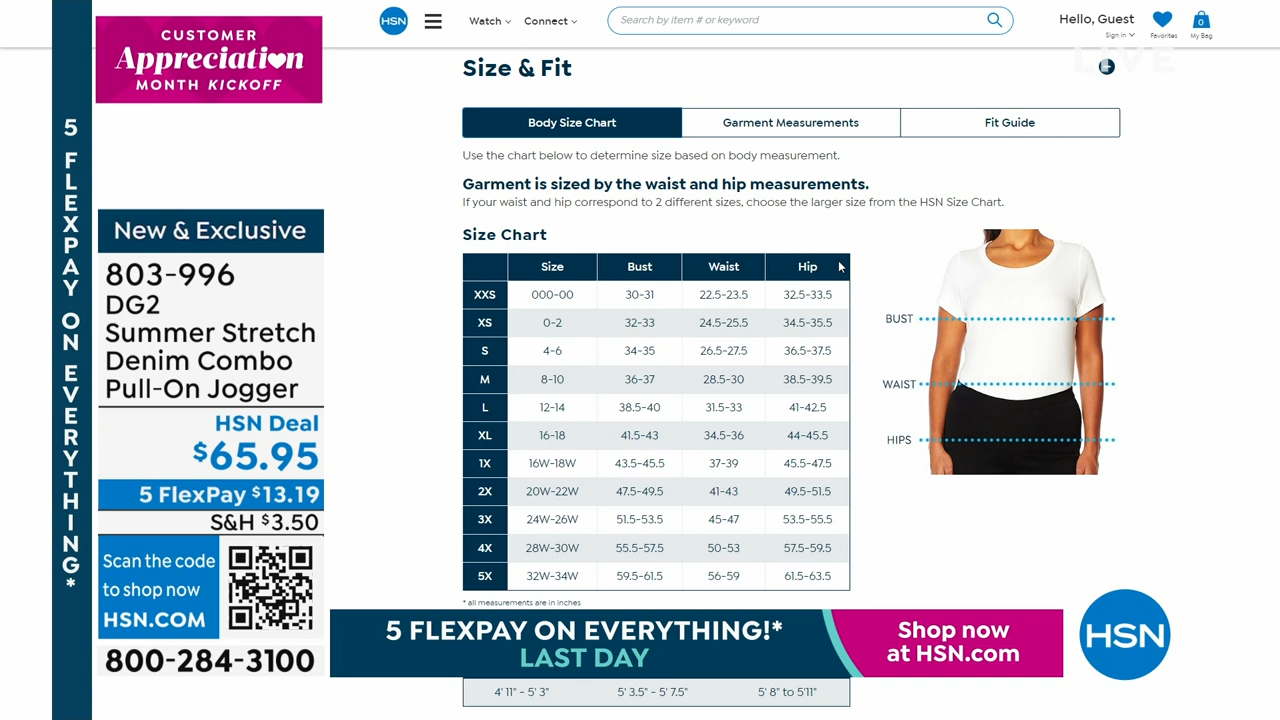 CUSTOMER
Appreciation
MONTH KICKOFF
5 FLEXPAY ON EVERYTHING*
New & Exclusive
803-996
DG2
Summer Stretch
Denim Combo
Pull-On Jogger
HSN Deal
$65.95
5 FlexPay $13.19
S&H $3.50
Scan the code
to shop now
HSN.COM
800-284-3100
HSN
Watch
Connect
Search by item # or keyword
Hello, Guest
Sign In
Favorites
0
My Bag
LIVE
Size & Fit
Body Size Chart Garment Measurements Fit Guide
Use the chart below to determine size based on body measurement.
Garment is sized by the waist and hip measurements.
If your waist and hip correspond to 2 different sizes, choose the larger size from the HSN Size Chart.
Size Chart
Size Bust Waist Hip
XXS 000-00 30-31 22.5-23.5 32.5-33.5
XS 0-2 32-33 24.5-25.5 34.5-35.5
S 4-6 34-35 26.5-27.5 36.5-37.5
M 8-10 36-37 28.5-30 38.5-39.5
L 12-14 38.5-40 31.5-33 41-42.5
XL 16-18 41.5-43 34.5-36 44-45.5
1X 16W-18W 43.5-45.5 37-39 45.5-47.5
2X 20W-22W 47.5-49.5 41-43 49.5-51.5
3X 24W-26W 51.5-53.5 45-47 53.5-55.5
4X 28W-30W 55.5-57.5 50-53 57.5-59.5
5X 32W-34W 59.5-61.5 56-59 61.5-63.5
* all measurements are in inches
BUST
WAIST
HIPS
5 FLEXPAY ON EVERYTHING!*
LAST DAY
Shop now
at HSN.com
HSN
4' 11" - 5' 3" 5' 3.5" - 5' 7.5" 5' 8" to 5'11"